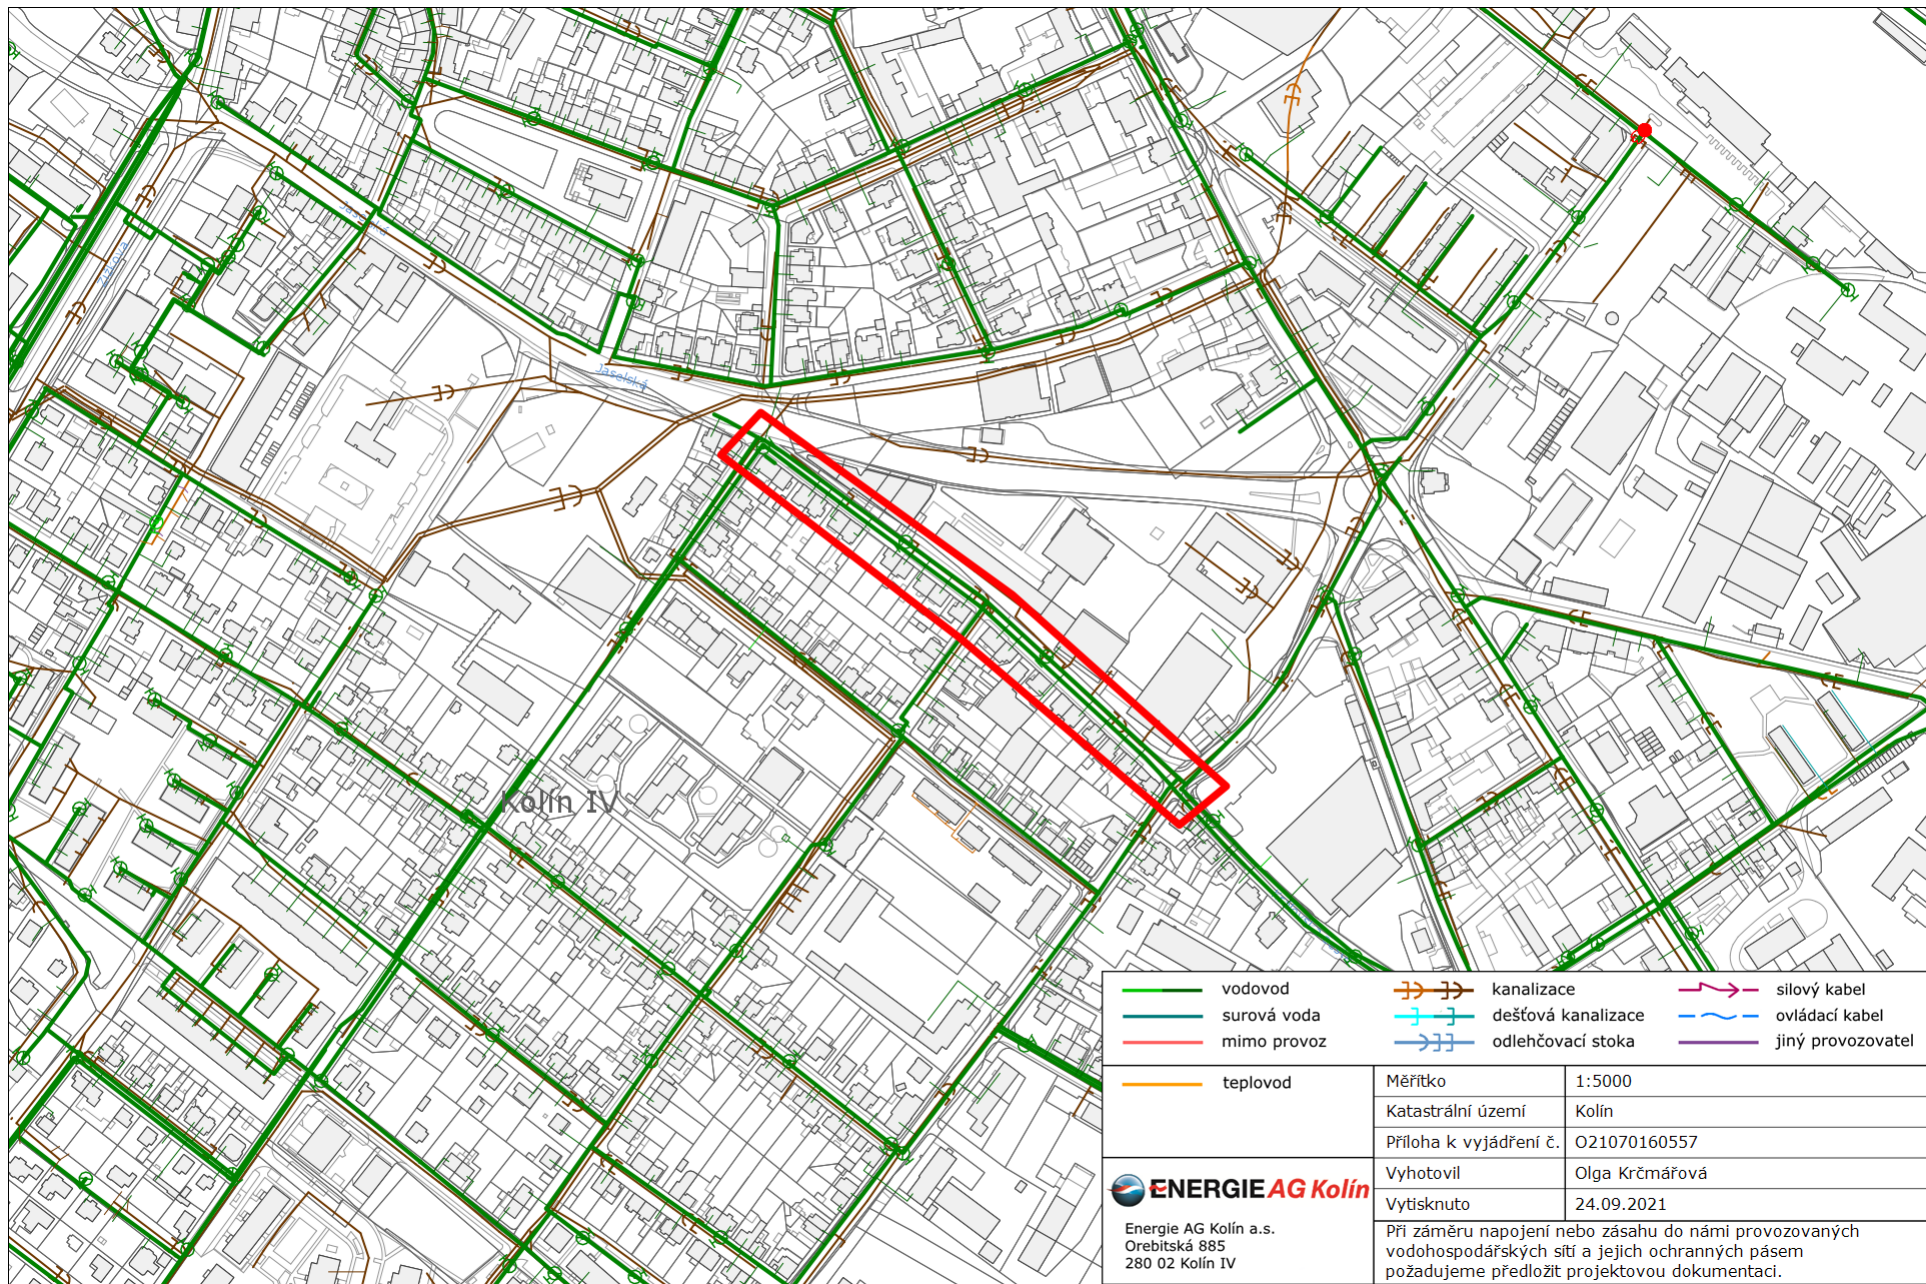 Jaselská
Jaselská
Kolín IV
vodovod
surová voda
mimo provoz
teplovod
kanalizace
dešťová kanalizace
odlehčovací stoka
silový kabel
ovládací kabel
jiný provozovatel
Měřítko 1:5000
Katastrální území Kolín
Příloha k vyjádření č. O21070160557
Vyhotovil Olga Krčmářová
Vytisknuto 24.09.2021
ENERGIE AG Kolín
Energie AG Kolín a.s.
Orebitská 885
280 02 Kolín IV
Při záměru napojení nebo zásahu do námi provozovaných
vodohospodářských sítí a jejich ochranných pásem
požadujeme předložit projektovou dokumentaci.